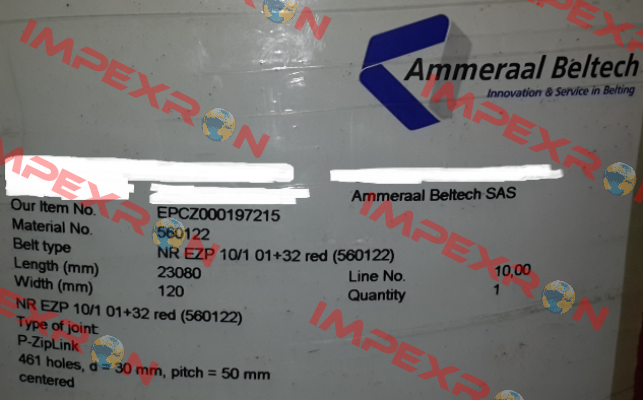 Ammeraal Beltech
Innovation & Service in Belting
Ammeraal Beltech SAS
Our Item No. EPCZ000197215
Material No. 560122
Belt type NR EZP 10/1 01+32 red (560122)
Length (mm) 23080 Line No. 10,00
Width (mm) 120 Quantity 1
NR EZP 10/1 01+32 red (560122)
Type of joint:
P-ZipLink
461 holes, d = 30 mm, pitch = 50 mm
centered
IMPEXRON
IMPEXRON
IMPEXRON
IMPEXRON
IMPEXRON
IMPEXRON